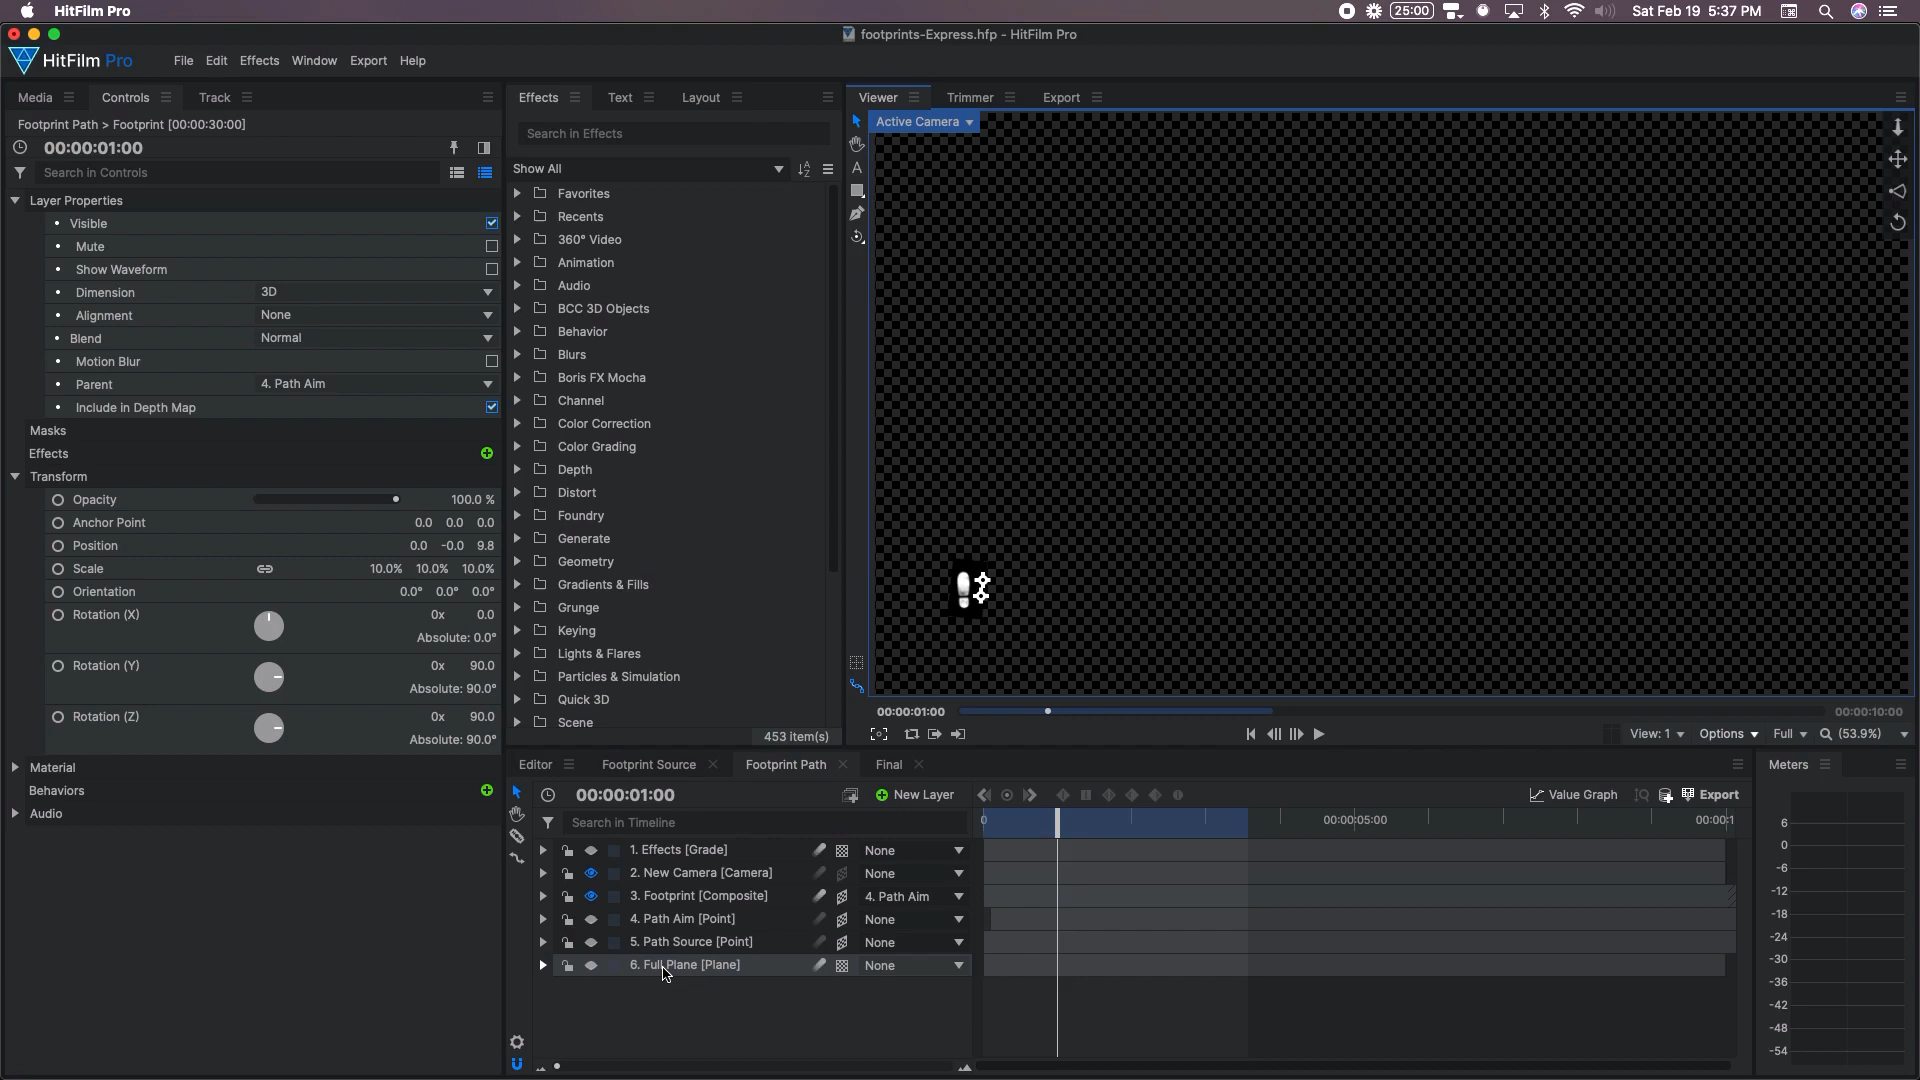 HitFilm Pro
25:00
Sat Feb 19 5:37 PM
footprints-Express.hfp - HitFilm Pro
HitFilm Pro File Edit Effects Window Export Help
Media Controls Track
Footprint Path > Footprint [00:00:30:00]
00:00:01:00
Search in Controls
Layer Properties
Visible
Mute
Show Waveform
Dimension 3D
Alignment None
Blend Normal
Motion Blur
Parent 4. Path Aim
Include in Depth Map
Masks
Effects
Transform
Opacity 100.0 %
Anchor Point 0.0 0.0 0.0
Position 0.0 -0.0 9.8
Scale 10.0% 10.0% 10.0%
Orientation 0.0° 0.0° 0.0°
Rotation (X) 0x 0.0
Absolute: 0.0°
Rotation (Y) 0x 90.0
Absolute: 90.0°
Rotation (Z) 0x 90.0
Absolute: 90.0°
Material
Behaviors
Audio
Effects Text Layout
Search in Effects
Show All
Favorites
Recents
360° Video
Animation
Audio
BCC 3D Objects
Behavior
Blurs
Boris FX Mocha
Channel
Color Correction
Color Grading
Depth
Distort
Foundry
Generate
Geometry
Gradients & Fills
Grunge
Keying
Lights & Flares
Particles & Simulation
Quick 3D
Scene
453 item(s)
Viewer Trimmer Export
Active Camera
00:00:01:00 00:00:10:00
View: 1 Options Full (53.9%)
Editor Footprint Source Footprint Path Final
00:00:01:00 New Layer Value Graph Export
Search in Timeline 0 00:00:05:00 00:00:1
1. Effects [Grade] None
2. New Camera [Camera] None
3. Footprint [Composite] 4. Path Aim
4. Path Aim [Point] None
5. Path Source [Point] None
6. Full Plane [Plane] None
Meters
6
0
-6
-12
-18
-24
-30
-36
-42
-48
-54